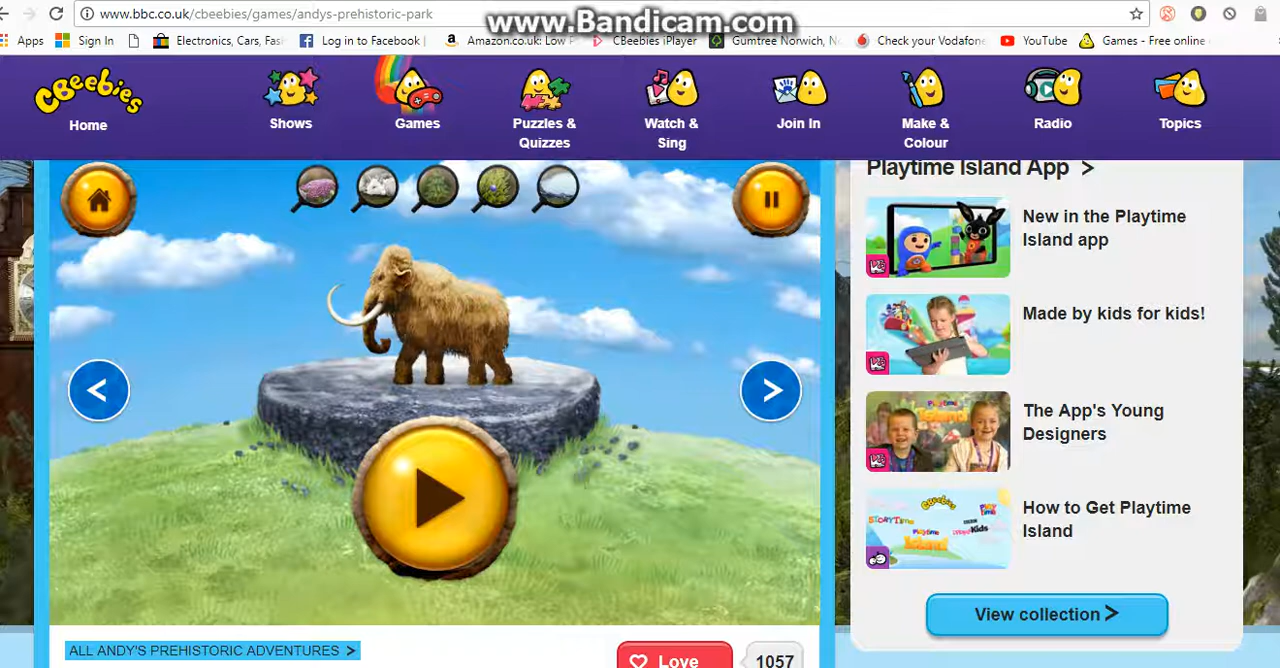 www.Bandicam.com
www.bbc.co.uk/cbeebies/games/andys-prehistoric-park
Apps Sign In Electronics, Cars, Fas Log in to Facebook Amazon.co.uk: Low P CBeebies iPlayer Gumtree Norwich, No Check your Vodafon YouTube Games - Free online
CBeebies
Home Shows Games Puzzles & Quizzes Watch & Sing Join In Make & Colour Radio Topics
Playtime Island App >
New in the Playtime
Island app
Made by kids for kids!
The App's Young
Designers
How to Get Playtime
Island
View collection >
ALL ANDY'S PREHISTORIC ADVENTURES >
Love 1057